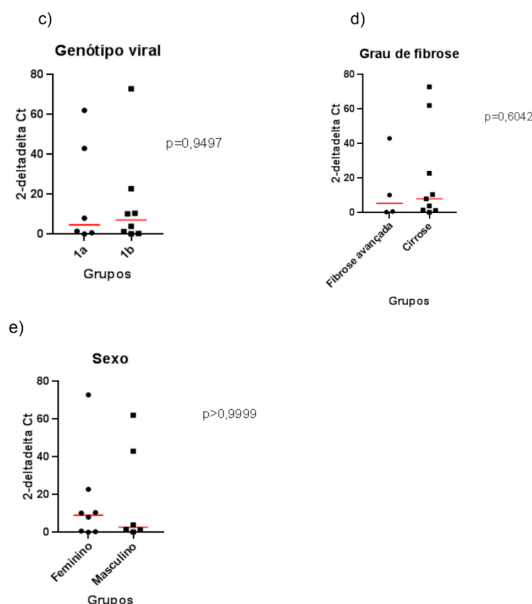 c)
Genótipo viral
80
60
40
20
0
2-deltadelta Ct
p=0,9497
1a
1b
Grupos
d)
Grau de fibrose
80
60
40
20
0
2-deltadelta Ct
p=0,6042
Fibrose avançada
Cirrose
Grupos
e)
Sexo
80
60
40
20
0
2-deltadelta Ct
p>0,9999
Feminino
Masculino
Grupos